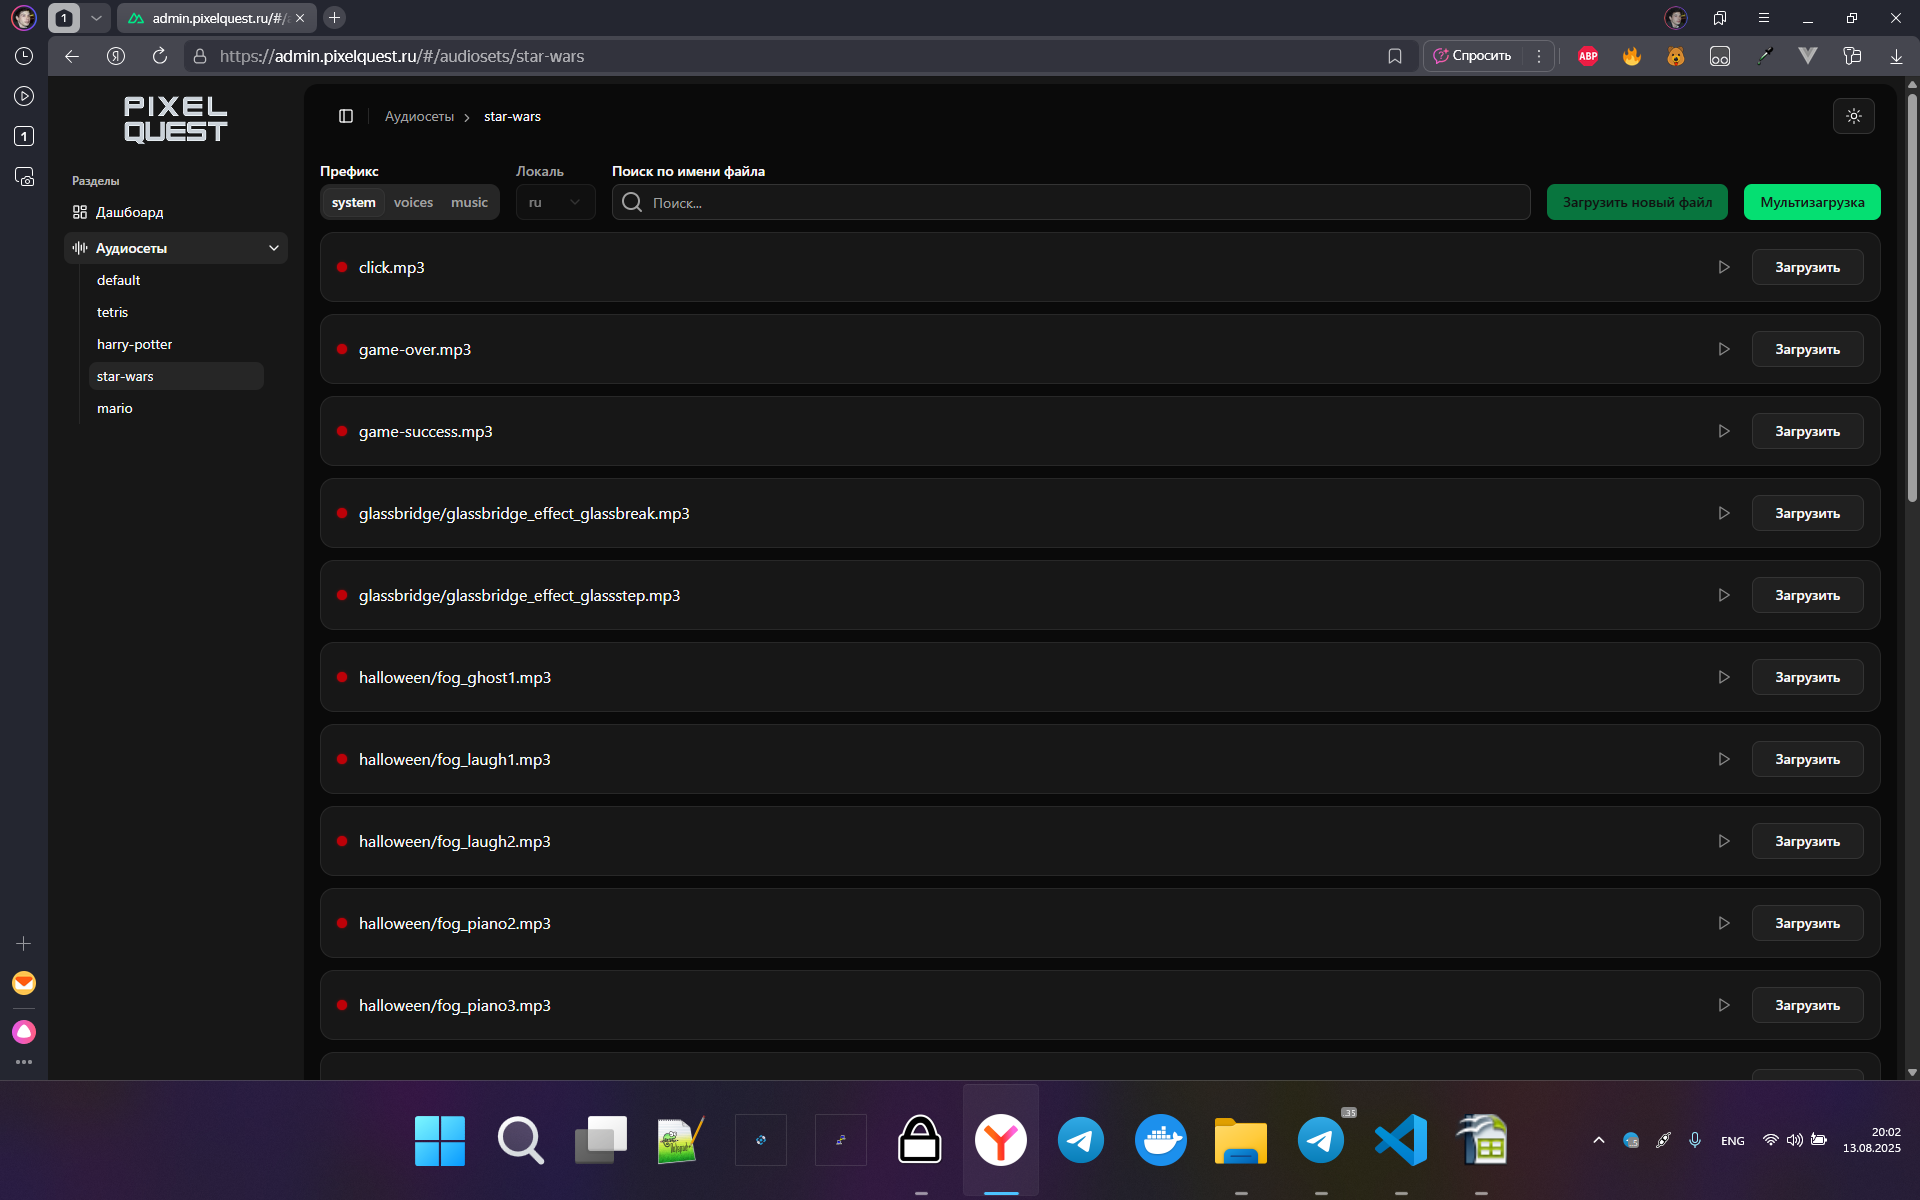 1
admin.pixelquest.ru/#/a
https://admin.pixelquest.ru/#/audiosets/star-wars
Спросить
ABP
1
PIXEL
QUEST
Разделы
Дашбоард
Аудиосеты
default
tetris
harry-potter
star-wars
mario
Аудиосеты
star-wars
Префикс
Локаль
Поиск по имени файла
system voices music
ru
Поиск...
Загрузить новый файл
Мультизагрузка
click.mp3
Загрузить
game-over.mp3
Загрузить
game-success.mp3
Загрузить
glassbridge/glassbridge_effect_glassbreak.mp3
Загрузить
glassbridge/glassbridge_effect_glassstep.mp3
Загрузить
halloween/fog_ghost1.mp3
Загрузить
halloween/fog_laugh1.mp3
Загрузить
halloween/fog_laugh2.mp3
Загрузить
halloween/fog_piano2.mp3
Загрузить
halloween/fog_piano3.mp3
Загрузить
35
ENG
20:02
13.08.2025